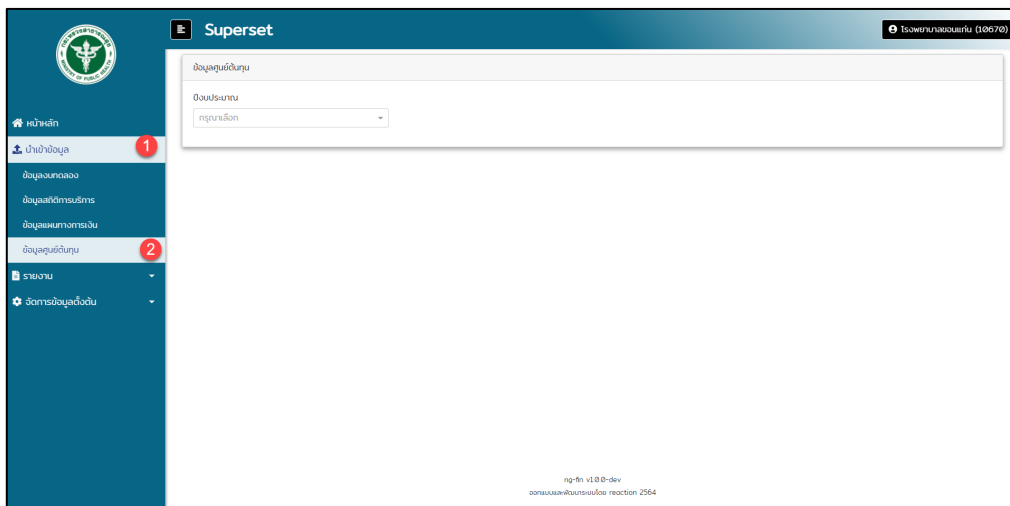 Superset
โรงพยาบาลขอนแก่น (10670)
ข้อมูลศูนย์ต้นทุน
ปีงบประมาณ
กรุณาเลือก
หน้าหลัก
นำเข้าข้อมูล
1
ข้อมูลงบทดลอง
ข้อมูลสถิติการบริการ
ข้อมูลแผนทางการเงิน
ข้อมูลศูนย์ต้นทุน
2
รายงาน
จัดการข้อมูลตั้งต้น
ng-fin v1.0.0-dev
ออกแบบและพัฒนาระบบโดย reaction 2564